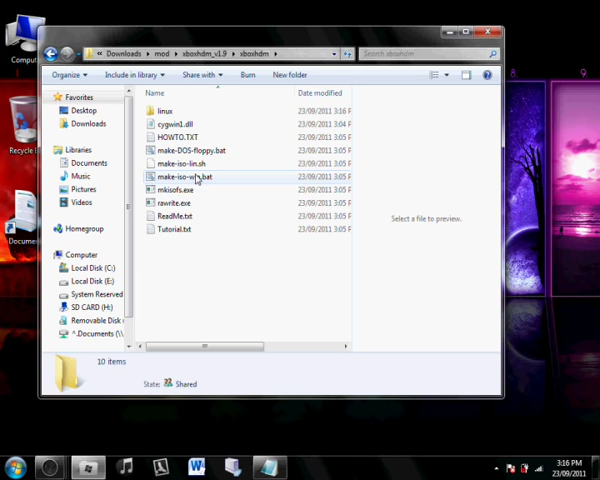 Comput
Recycle B
Document
« Downloads ▸ mod ▸ xboxhdm_v1.9 ▸ xboxhdm ▸
Search xboxhdm
Organize
Include in library
Share with
Burn
New folder
Favorites
Desktop
Downloads
Libraries
Documents
Music
Pictures
Videos
Homegroup
Computer
Local Disk (C:)
Local Disk (E:)
System Reserved
SD CARD (H:)
Removable Disk
^.Documents (\\
Name
Date modified
linux
23/09/2011 3:16 P
cygwin1.dll
23/09/2011 3:04 P
HOWTO.TXT
23/09/2011 3:05 P
make-DOS-floppy.bat
23/09/2011 3:05 P
make-iso-lin.sh
23/09/2011 3:05 P
make-iso-win.bat
23/09/2011 3:05 P
mkisofs.exe
23/09/2011 3:05 P
rawrite.exe
23/09/2011 3:05 P
ReadMe.txt
23/09/2011 3:05 P
Tutorial.txt
23/09/2011 3:05 P
Select a file to preview.
8
9
10 items
State: Shared
3:16 PM
23/09/2011